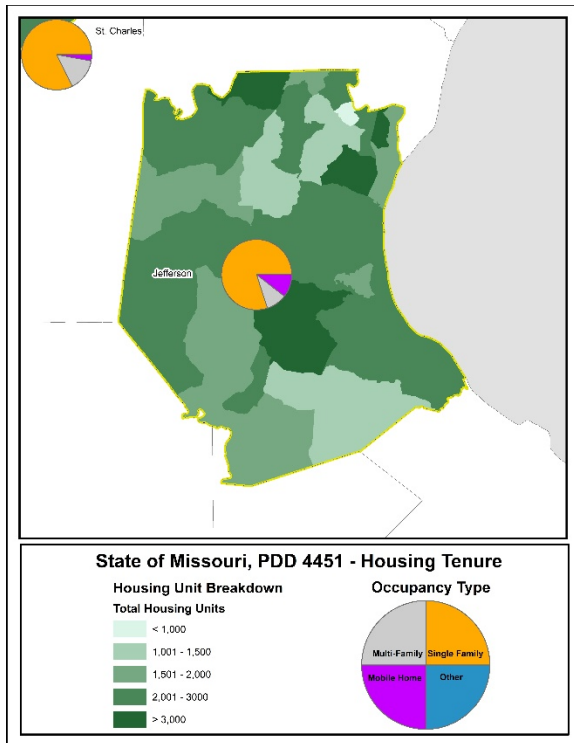 St. Charles
Jefferson
State of Missouri, PDD 4451 - Housing Tenure
Housing Unit Breakdown
Total Housing Units
< 1,000
1,001 - 1,500
1,501 - 2,000
2,001 - 3000
> 3,000
Occupancy Type
Multi-Family
Single Family
Mobile Home
Other